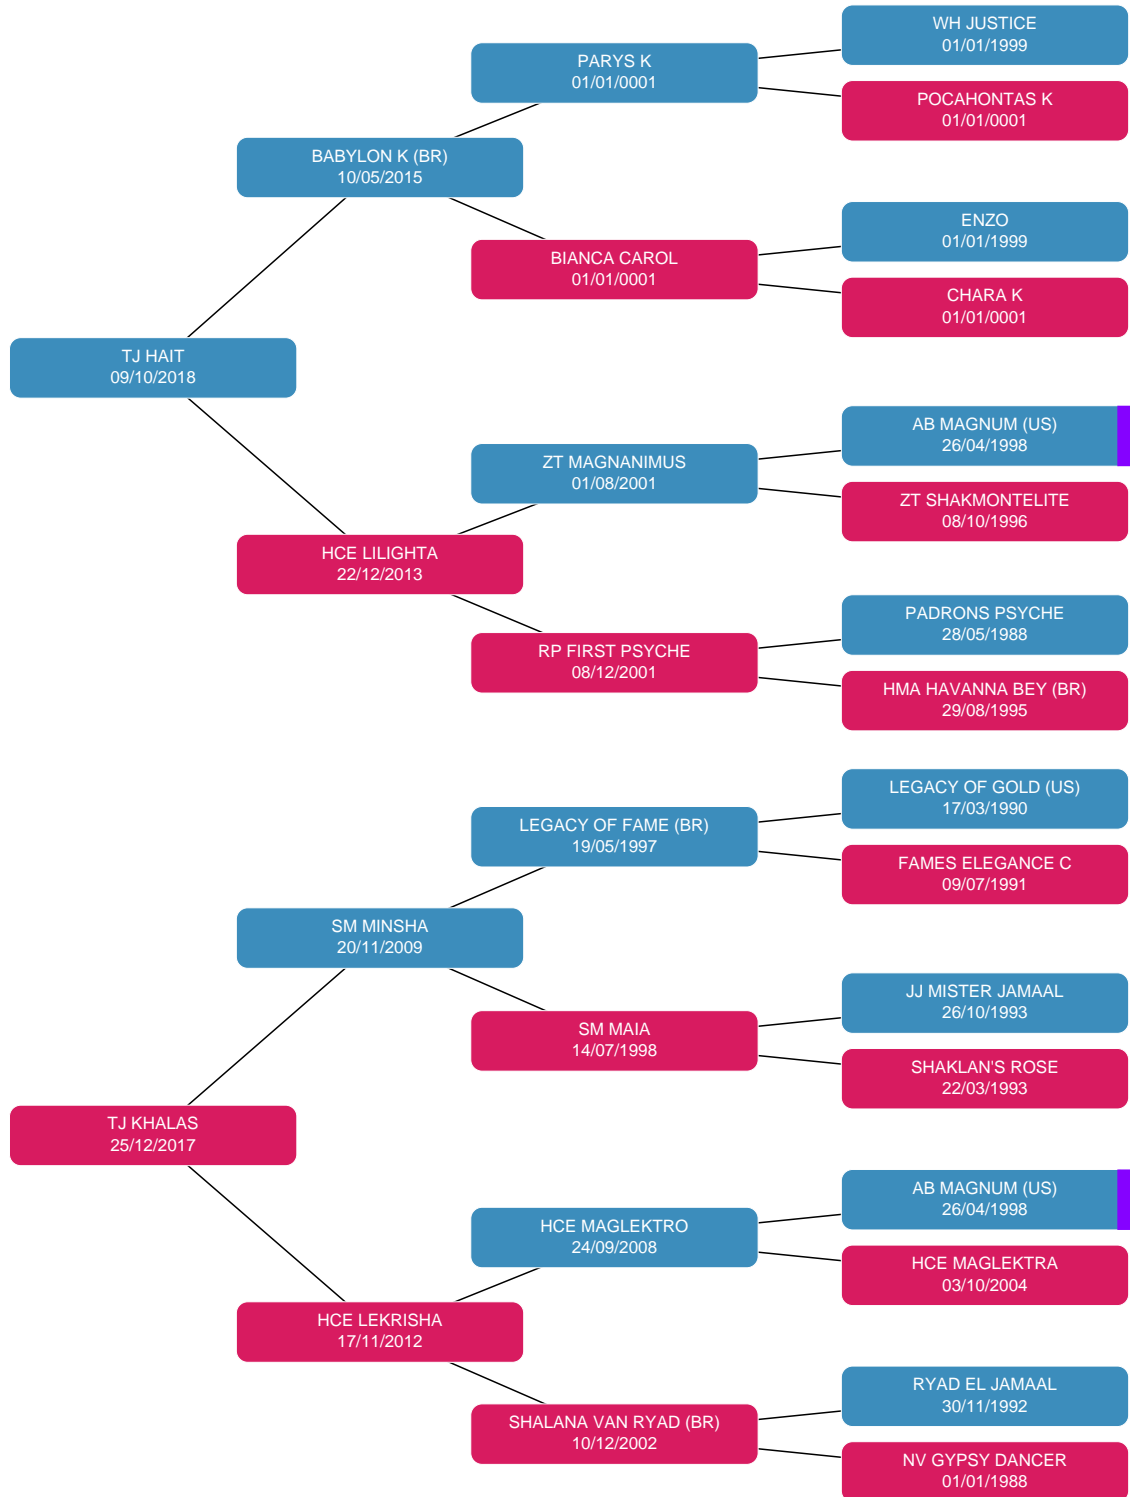 WH JUSTICE
01/01/1999
PARYS K
01/01/0001
POCAHONTAS K
01/01/0001
BABYLON K (BR)
10/05/2015
ENZO
01/01/1999
BIANCA CAROL
01/01/0001
CHARA K
01/01/0001
TJ HAIT
09/10/2018
AB MAGNUM (US)
26/04/1998
ZT MAGNANIMUS
01/08/2001
ZT SHAKMONTELITE
08/10/1996
HCE LILIGHTA
22/12/2013
PADRONS PSYCHE
28/05/1988
RP FIRST PSYCHE
08/12/2001
HMA HAVANNA BEY (BR)
29/08/1995
LEGACY OF GOLD (US)
17/03/1990
LEGACY OF FAME (BR)
19/05/1997
FAMES ELEGANCE C
09/07/1991
SM MINSHA
20/11/2009
JJ MISTER JAMAAL
26/10/1993
SM MAIA
14/07/1998
SHAKLAN'S ROSE
22/03/1993
TJ KHALAS
25/12/2017
AB MAGNUM (US)
26/04/1998
HCE MAGLEKTRO
24/09/2008
HCE MAGLEKTRA
03/10/2004
HCE LEKRISHA
17/11/2012
RYAD EL JAMAAL
30/11/1992
SHALANA VAN RYAD (BR)
10/12/2002
NV GYPSY DANCER
01/01/1988